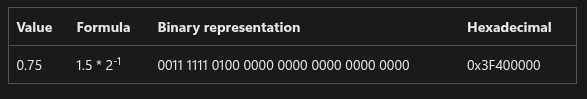 Value Formula Binary representation Hexadecimal
0.75 1.5 * 2⁻¹ 0011 1111 0100 0000 0000 0000 0000 0000 0x3F400000